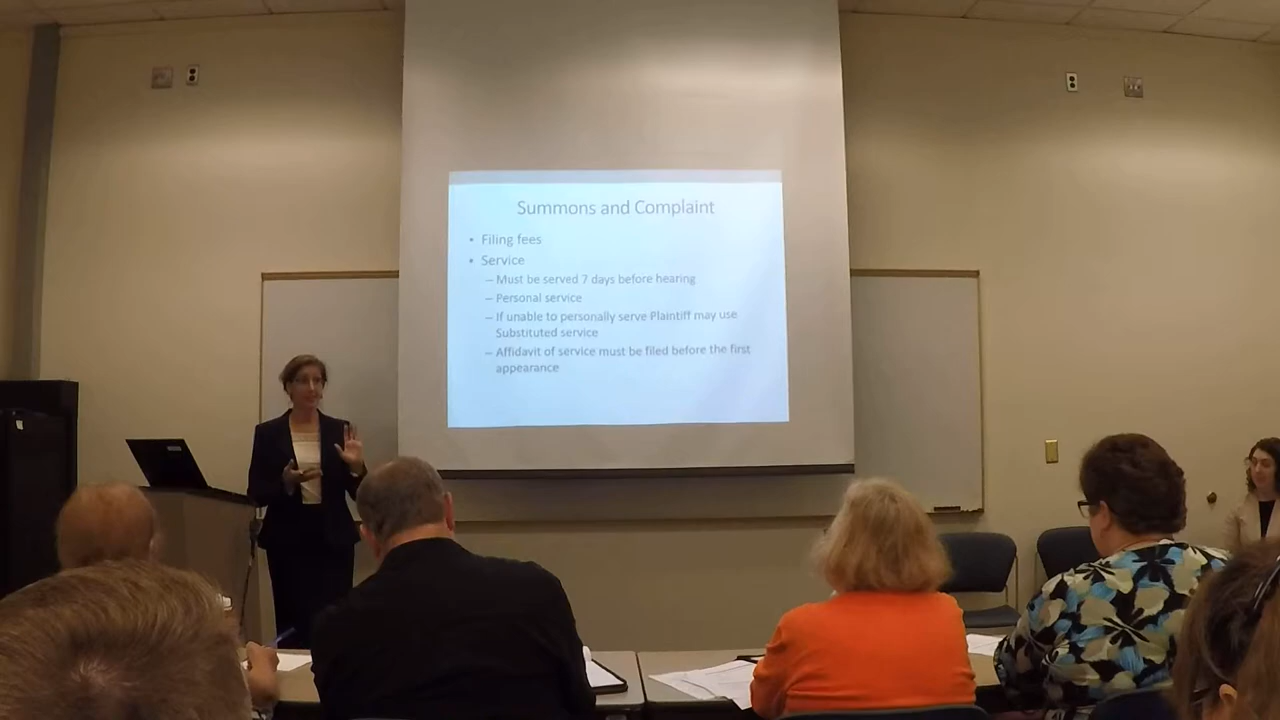 Summons and Complaint
• Filing fees
• Service
– Must be served 7 days before hearing
– Personal service
– If unable to personally serve Plaintiff may use
Substituted service
– Affidavit of service must be filed before the first
appearance